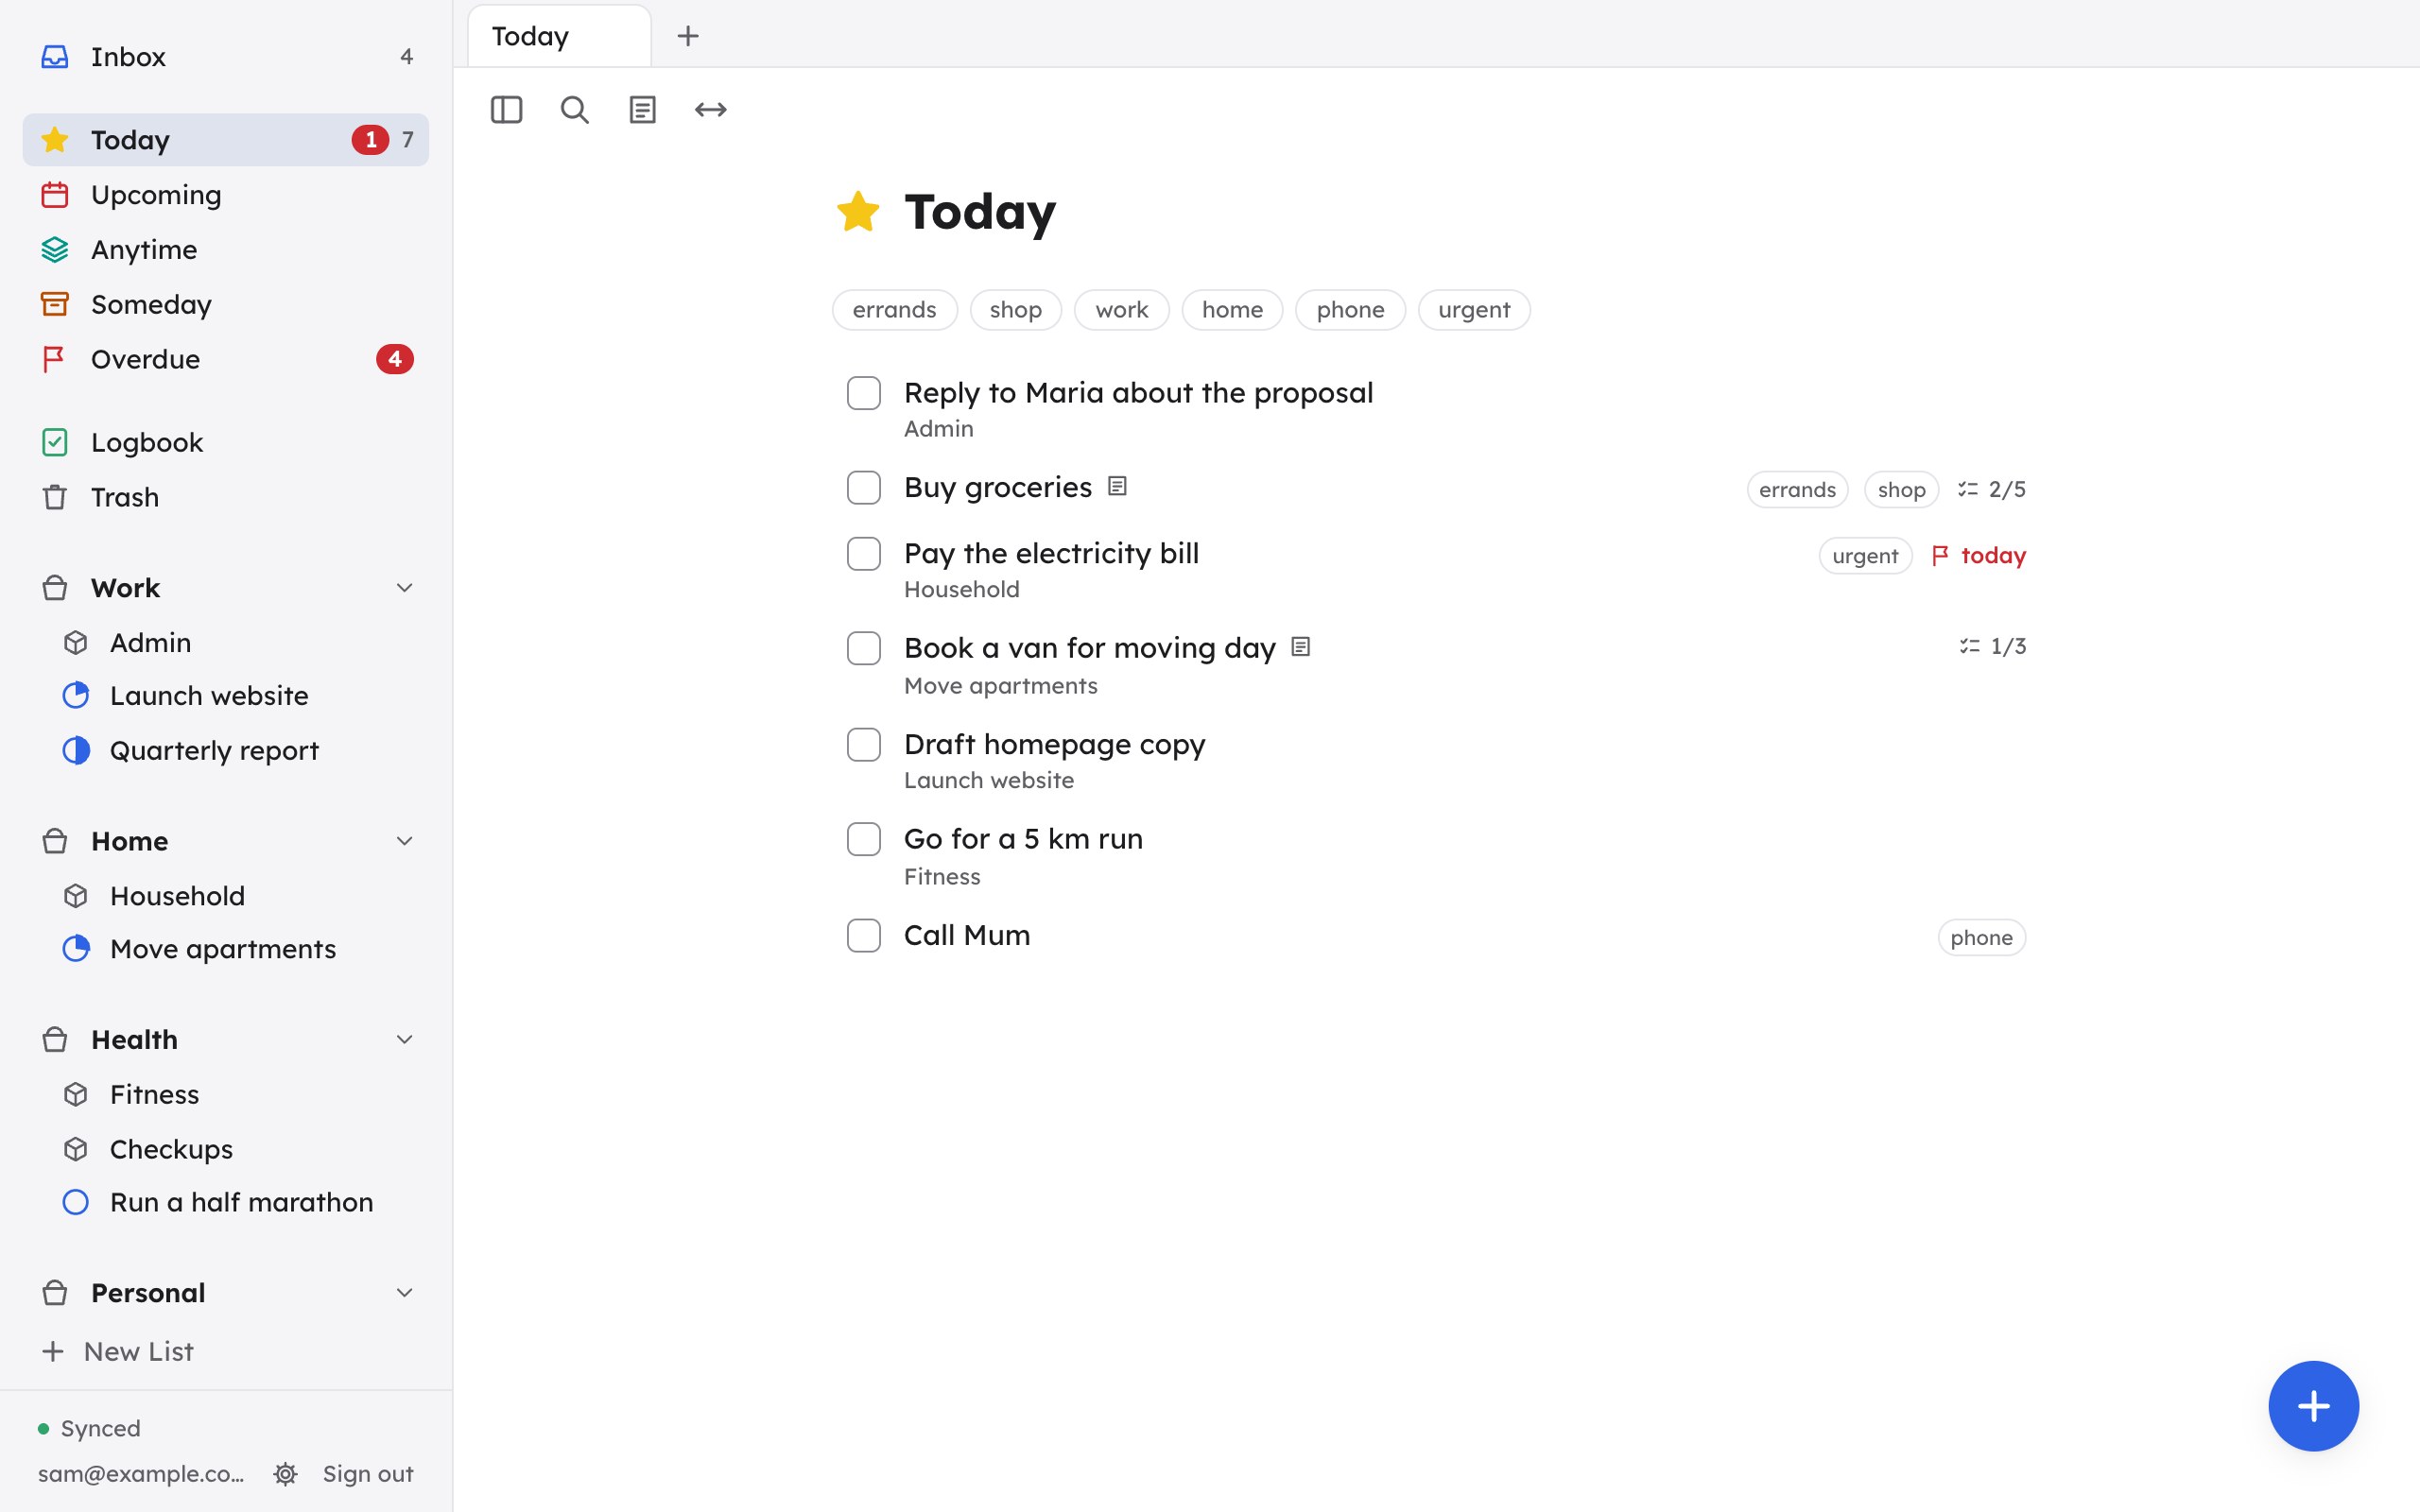 Inbox 4
Today 1 7
Upcoming
Anytime
Someday
Overdue 4
Logbook
Trash
Work
Admin
Launch website
Quarterly report
Home
Household
Move apartments
Health
Fitness
Checkups
Run a half marathon
Personal
New List
Synced
sam@example.co... Sign out
Today
Today
errands shop work home phone urgent
Reply to Maria about the proposal
Admin
Buy groceries errands shop 2/5
Pay the electricity bill urgent today
Household
Book a van for moving day 1/3
Move apartments
Draft homepage copy
Launch website
Go for a 5 km run
Fitness
Call Mum phone